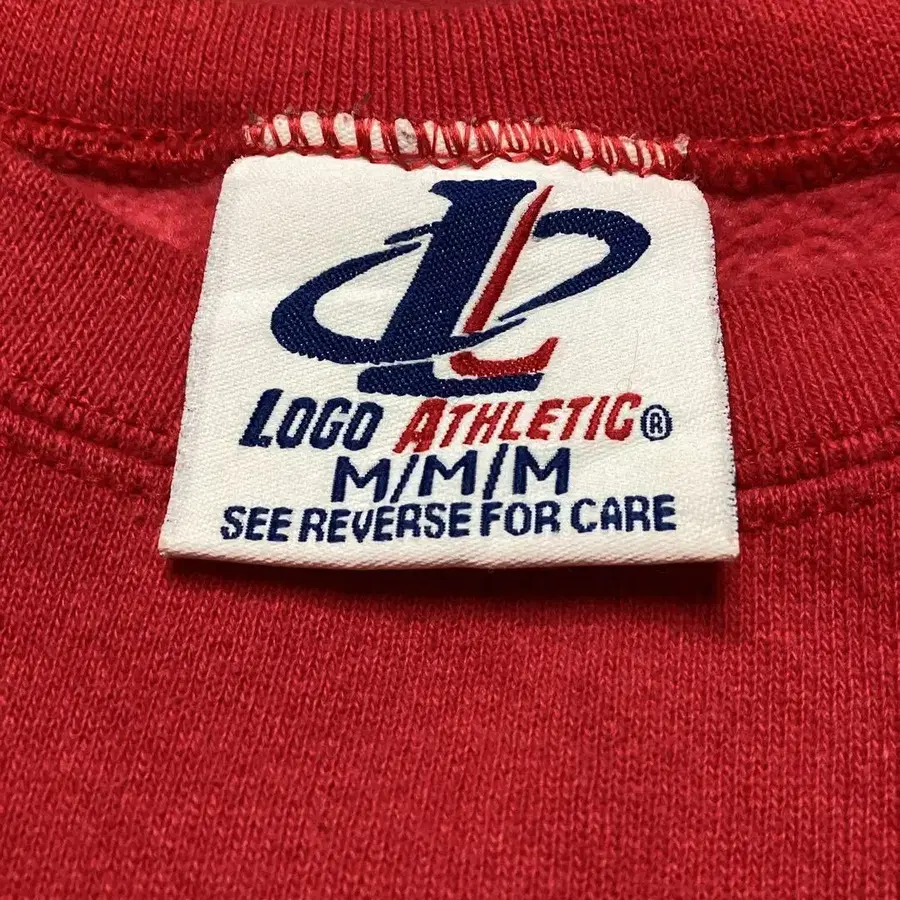 LOGO ATHLETIC®
M/M/M
SEE REVERSE FOR CARE